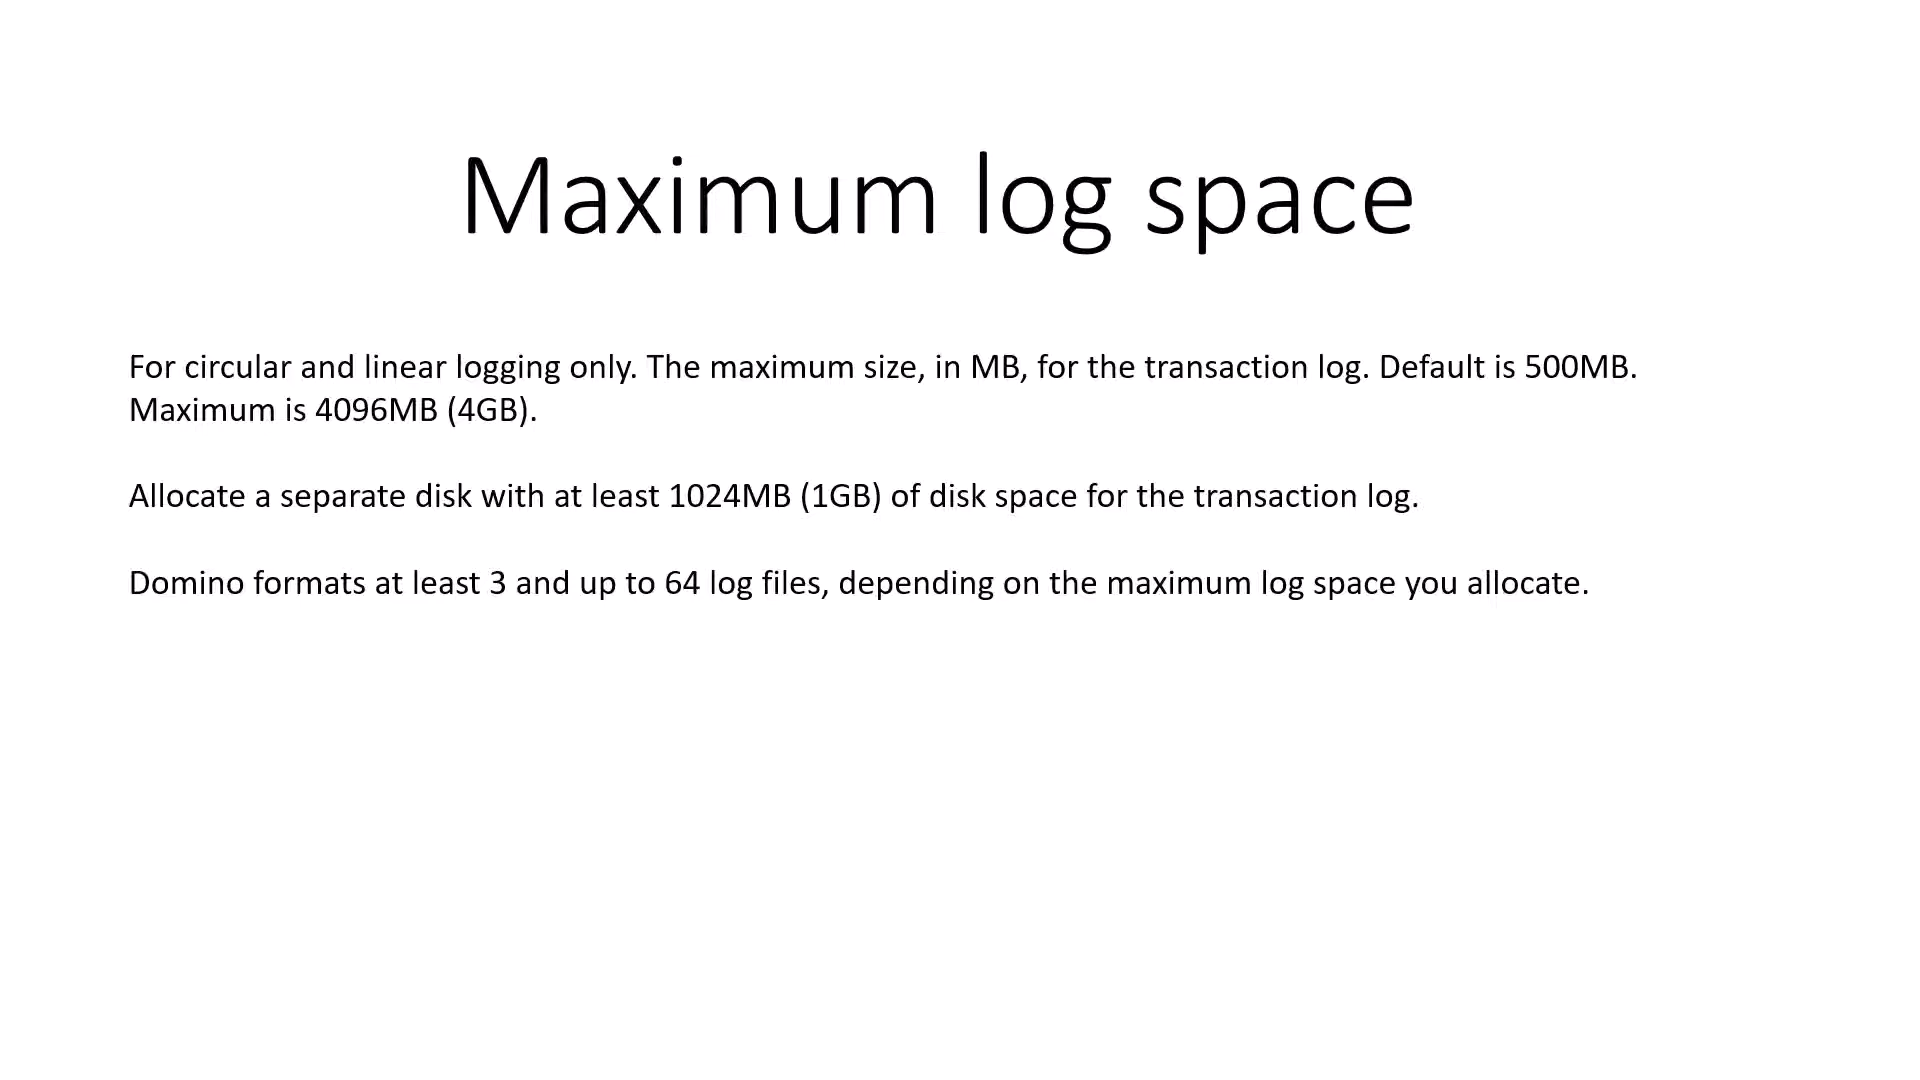 Maximum log space
For circular and linear logging only. The maximum size, in MB, for the transaction log. Default is 500MB.
Maximum is 4096MB (4GB).
Allocate a separate disk with at least 1024MB (1GB) of disk space for the transaction log.
Domino formats at least 3 and up to 64 log files, depending on the maximum log space you allocate.